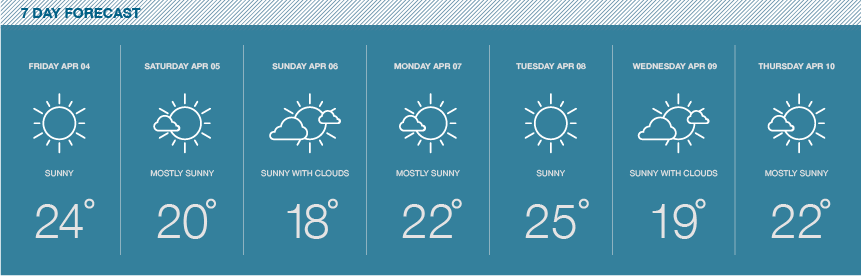 7 DAY FORECAST
FRIDAY APR 04
SUNNY
24°
SATURDAY APR 05
MOSTLY SUNNY
20°
SUNDAY APR 06
SUNNY WITH CLOUDS
18°
MONDAY APR 07
MOSTLY SUNNY
22°
TUESDAY APR 08
SUNNY
25°
WEDNESDAY APR 09
SUNNY WITH CLOUDS
19°
THURSDAY APR 10
MOSTLY SUNNY
22°